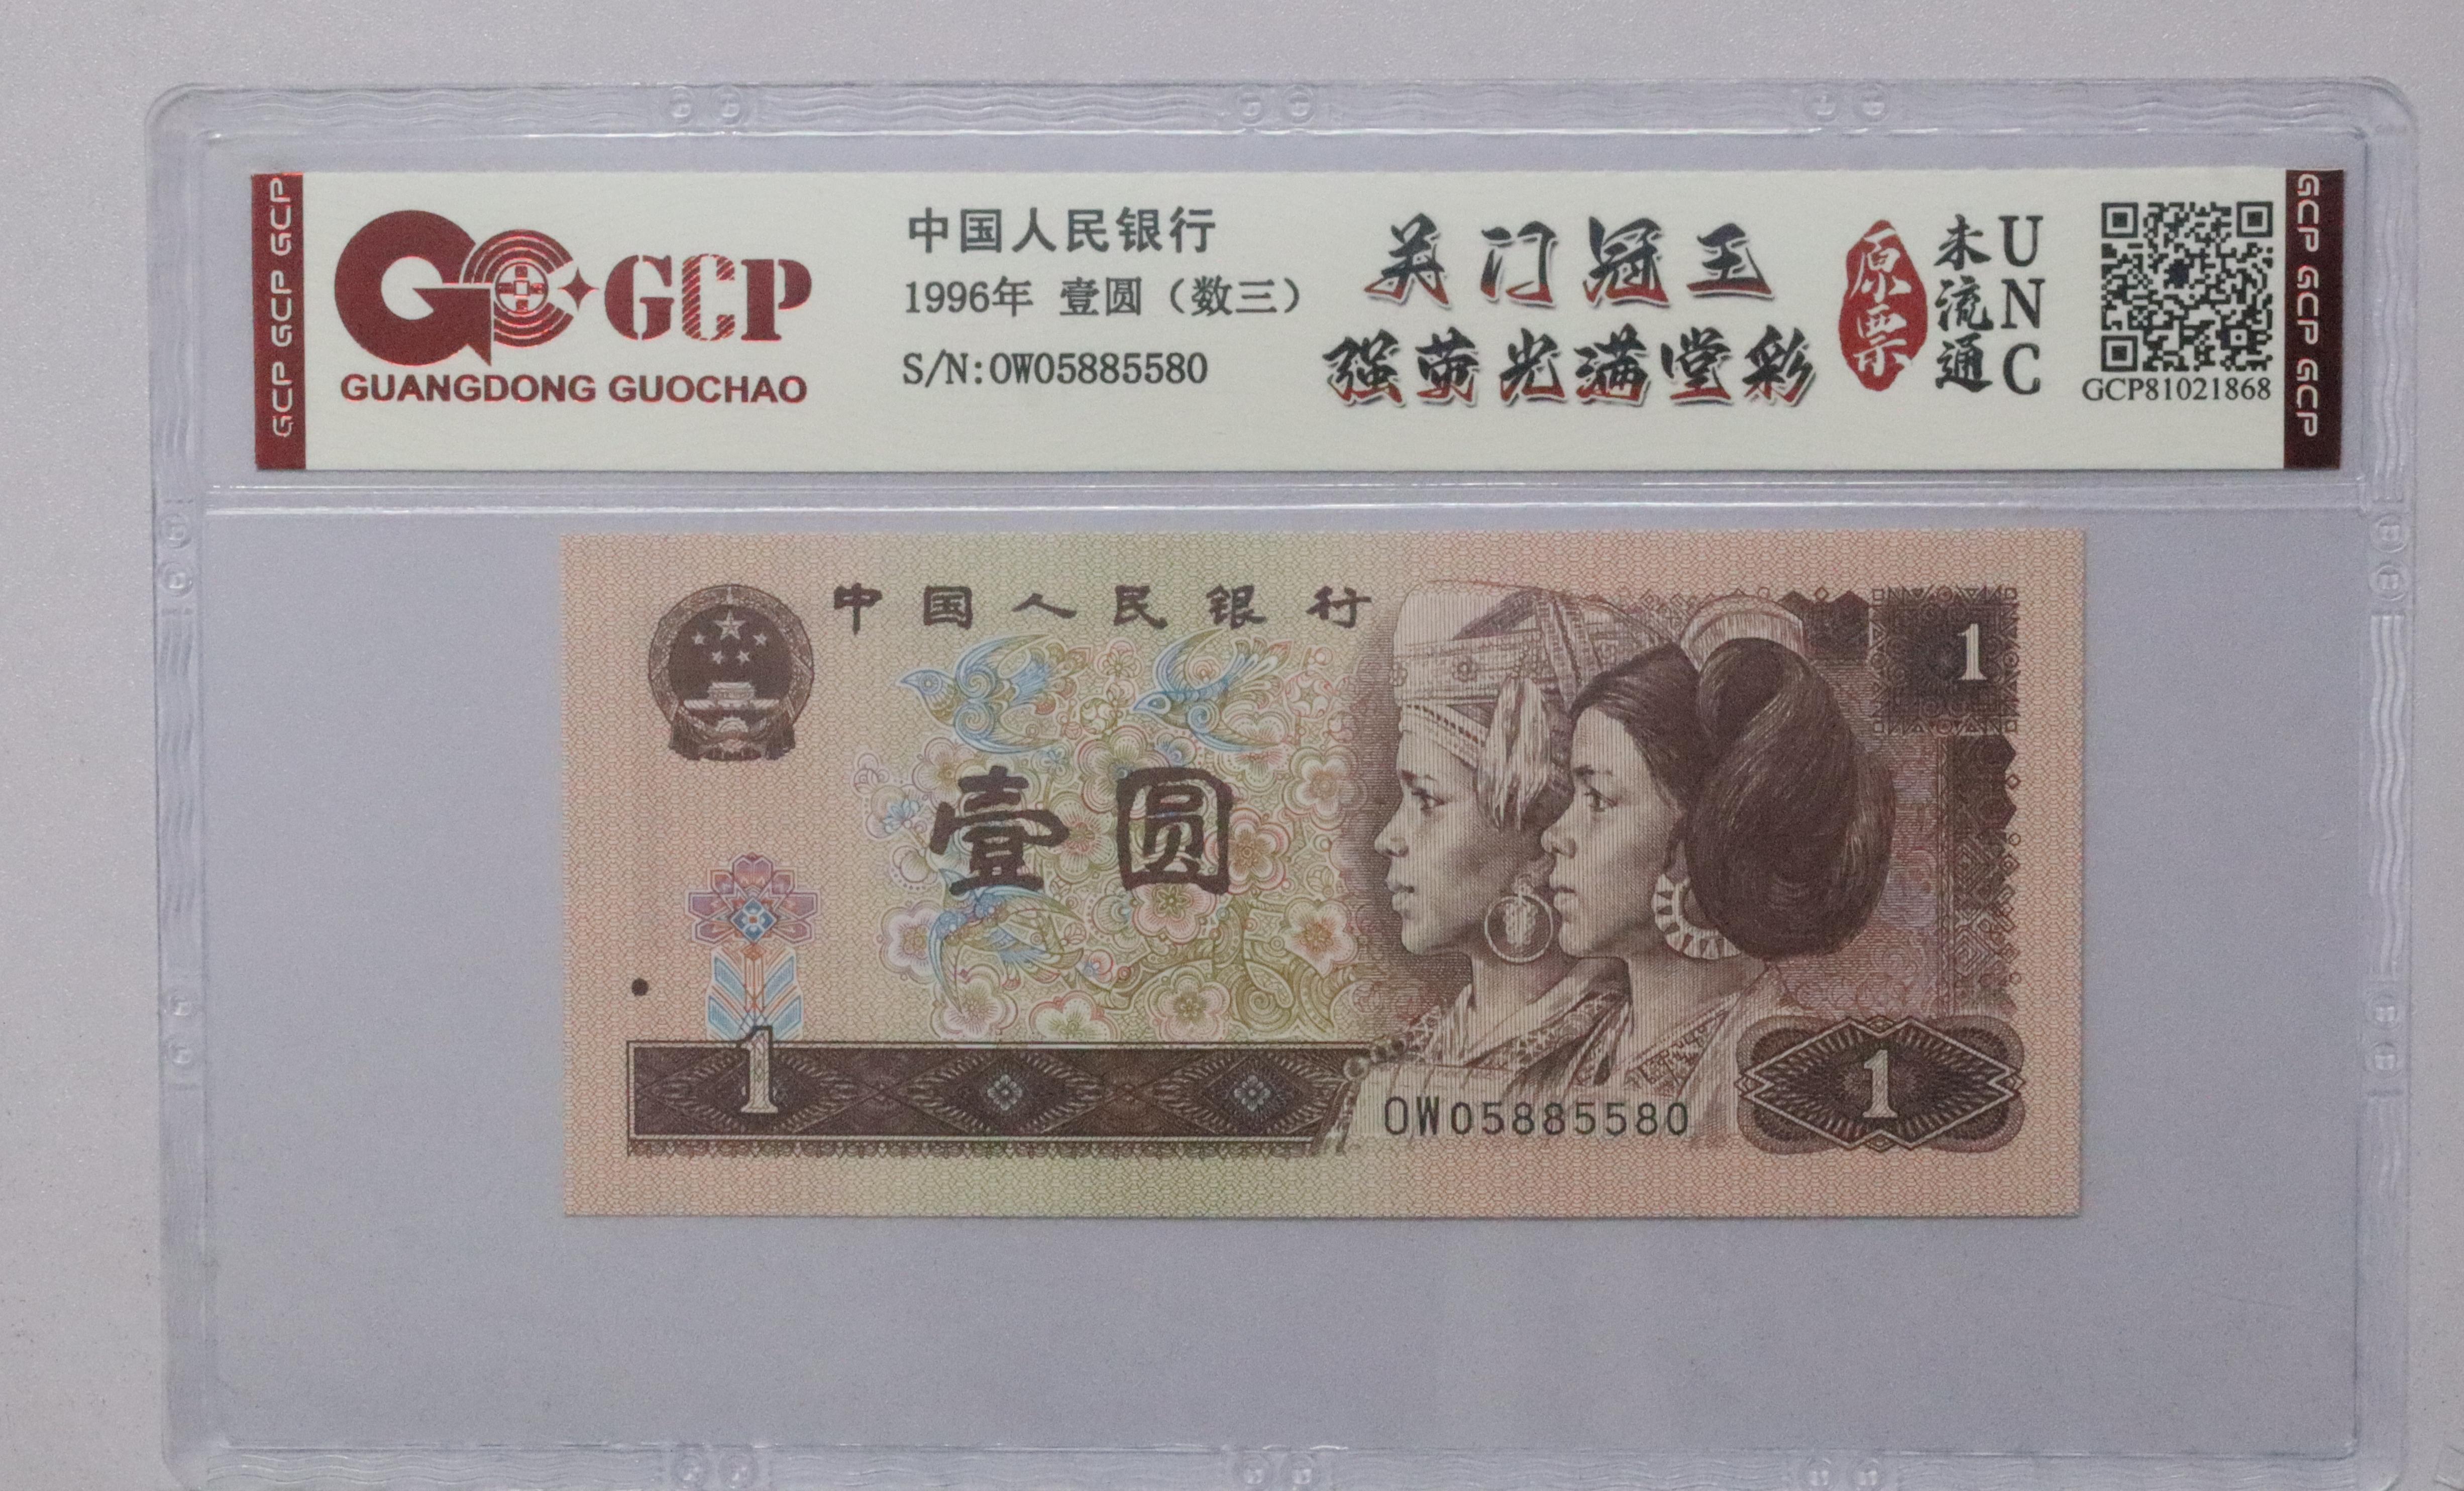 GCP GCP GCP
GCP
GUANGDONG GUOCHAO
中国人民银行
1996年 壹圆（数三）
S/N:OW05885580
关门冠王
强荧光满堂彩
原票
未流通
UNC
GCP81021868
GCP GCP GCP
中国人民银行
1
壹圆
1
OW05885580
1